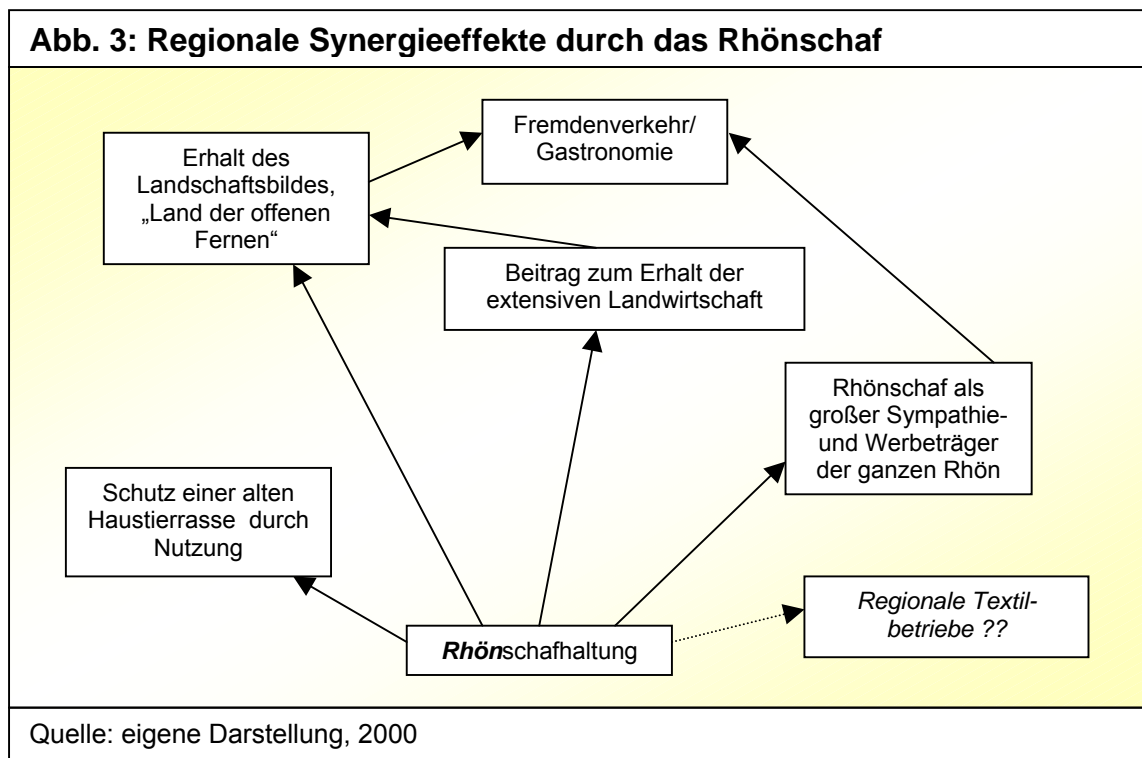 Abb. 3: Regionale Synergieeffekte durch das Rhönschaf
Fremdenverkehr/
Gastronomie
Erhalt des
Landschaftsbildes,
„Land der offenen
Fernen“
Beitrag zum Erhalt der
extensiven Landwirtschaft
Rhönschaf als
großer Sympathie-
und Werbeträger
der ganzen Rhön
Schutz einer alten
Haustierrasse durch
Nutzung
Regionale Textil-
betriebe ??
Rhönschafhaltung
Quelle: eigene Darstellung, 2000